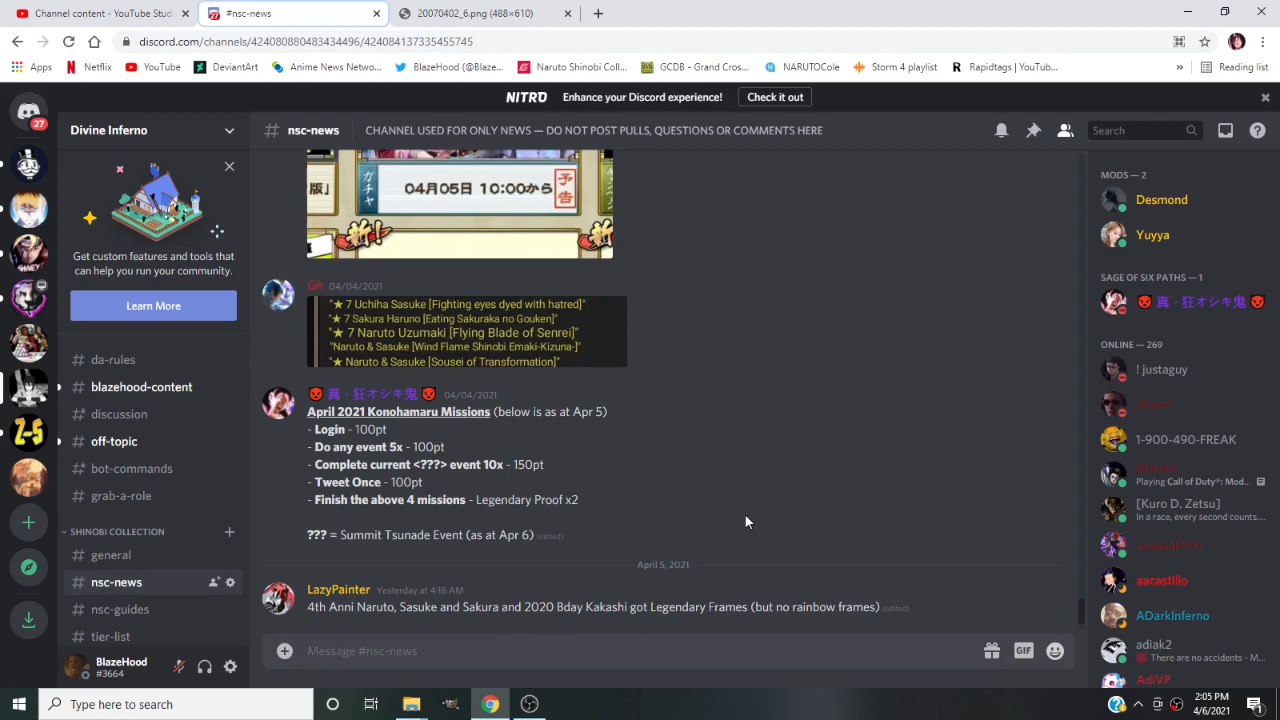 Channel content - YouTube Studi
#nsc-news
20070402_6.png (488×610)
discord.com/channels/424080880483434496/424084137335455745
Apps
Netflix
YouTube
DeviantArt
Anime News Netwo...
BlazeHood (@Blaze...
Naruto Shinobi Coll...
GCDB - Grand Cros...
NARUTOCole
Storm 4 playlist
Rapidtags | YouTub...
»
Reading list
NITRO Enhance your Discord experience! Check it out
27
Divine Inferno
# nsc-news CHANNEL USED FOR ONLY NEWS — DO NOT POST PULLS, QUESTIONS OR COMMENTS HERE
Search
Get custom features and tools that
can help you run your community.
Learn More
# da-rules
# blazehood-content
# discussion
# off-topic
# bot-commands
# grab-a-role
SHINOBI COLLECTION
# general
# nsc-news
# nsc-guides
# tier-list
BlazeHood
#3664
版」
ガチャ
04月05日 10:00から
予告
新!
新
Gh 04/04/2021
"★ 7 Uchiha Sasuke [Fighting eyes dyed with hatred]"
"★ 7 Sakura Haruno [Eating Sakuraka no Gouken]"
"★ 7 Naruto Uzumaki [Flying Blade of Senrei]"
"Naruto & Sasuke [Wind Flame Shinobi Emaki-Kizuna-]"
"★ Naruto & Sasuke [Sousei of Transformation]"
真・狂オシキ鬼 04/04/2021
April 2021 Konohamaru Missions (below is as at Apr 5)
- Login - 100pt
- Do any event 5x - 100pt
- Complete current <???> event 10x - 150pt
- Tweet Once - 100pt
- Finish the above 4 missions - Legendary Proof x2
??? = Summit Tsunade Event (as at Apr 6) (edited)
April 5, 2021
LazyPainter Yesterday at 4:18 AM
4th Anni Naruto, Sasuke and Sakura and 2020 Bday Kakashi got Legendary Frames (but no rainbow frames) (edited)
Message #nsc-news
GIF
MODS — 2
Desmond
Yuyya
SAGE OF SIX PATHS — 1
真・狂オシキ鬼
ONLINE — 269
! justaguy
1-900-490-FREAK
Playing Call of Duty®: Mod...
[Kuro D. Zetsu]
In a race, every second counts....
aacastillo
ADarkInferno
adiak2
There are no accidents - M...
AdiVP
Type here to search
2:05 PM
4/6/2021